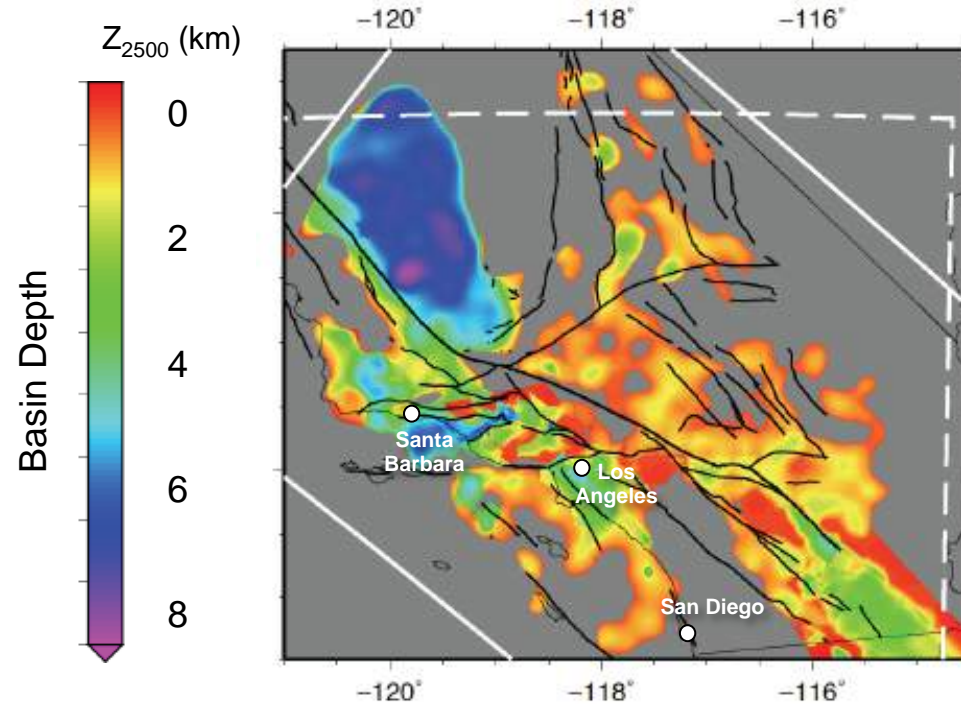 −120˚ −118˚ −116˚
Z2500 (km)
0
2
4
6
8
Basin Depth
Santa
Barbara
Los
Angeles
San Diego
−120˚ −118˚ −116˚